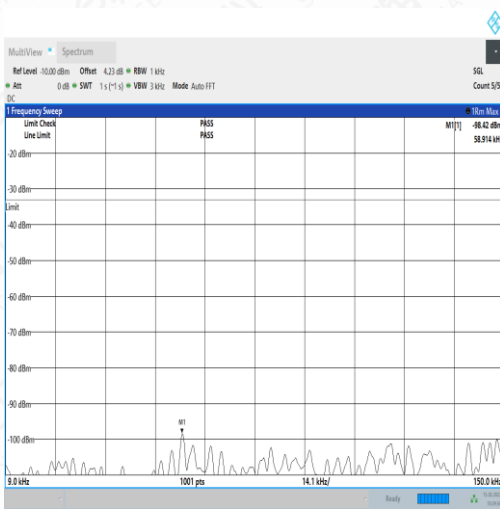 MultiView Spectrum
Ref Level -10.00 dBm Offset 4.23 dB RBW 1 kHz SGL
Att 0 dB SWT 1 s (~1 s) VBW 3 kHz Mode Auto FFT Count 5/5
DC
1 Frequency Sweep 1Rm Max
Limit Check PASS M1[1] -98.42 dBm
Line Limit PASS 58.914 kH
-20 dBm
-30 dBm
Limit
-40 dBm
-50 dBm
-60 dBm
-70 dBm
-80 dBm
-90 dBm
M1
-100 dBm
9.0 kHz 1001 pts 14.1 kHz/ 150.0 kHz
Ready